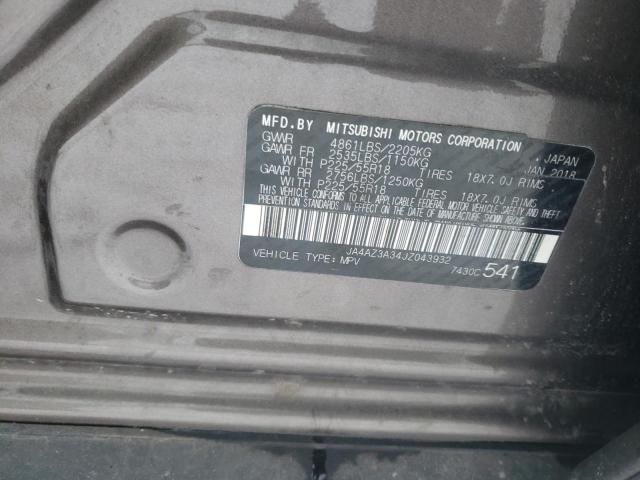 MFD.BY MITSUBISHI MOTORS CORPORATION JAPAN
GVWR 4861LBS/2205KG JAN 2018
GAWR FR 2535LBS/1150KG
WITH P225/55R18 TIRES 18X7.0J RIMS
GAWR RR 2756LBS/1250KG
WITH P225/55R18 TIRES 18X7.0J RIMS
THIS VEHICLE CONFORMS TO ALL APPLICABLE FEDERAL MOTOR VEHICLE SAFETY AND THEFT
PREVENTION STANDARDS IN EFFECT ON THE DATE OF MANUFACTURE SHOWN ABOVE.
JA4AZ3A34JZ043932
VEHICLE TYPE: MPV 7430C 541